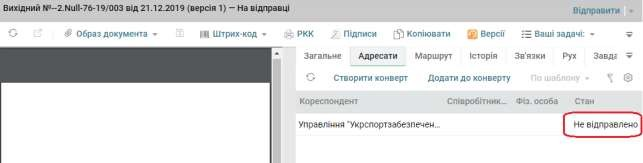 Вихідний №--2.Null-76-19/003 від 21.12.2019 (версія 1) — На відправці
Відправити
Образ документа
Штрих-код
РКК
Підписи
Копіювати
Версії
Ваші задачі:
Загальне Адресати Маршрут Історія Зв'язки Рух Завда
Створити конверт Додати до конверту По шаблону
Кореспондент Співробітник... Фіз. особа Стан
Управління "Укрспортзабезпечен... Не відправлено